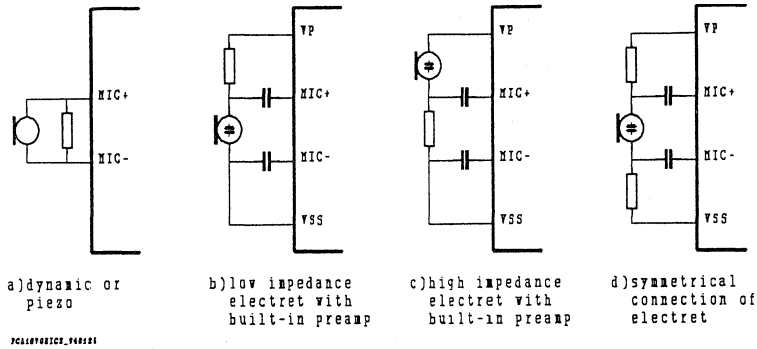 VP
VP
VP
MIC+
MIC+
MIC+
MIC+
MIC-
MIC-
MIC-
MIC-
VSS
VSS
VSS
a)dynamic or
piezo
b)low impedance
electret with
built-in preamp
c)high impedance
electret with
built-in preamp
d)symmetrical
connection of
electret